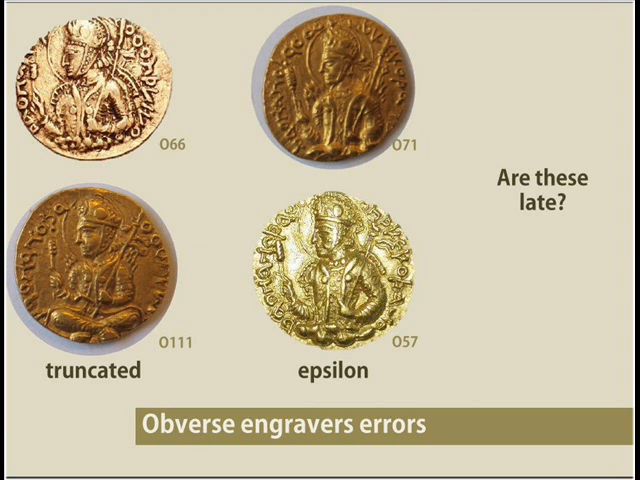 O66
O71
Are these
late?
O111
O57
truncated
epsilon
Obverse engravers errors